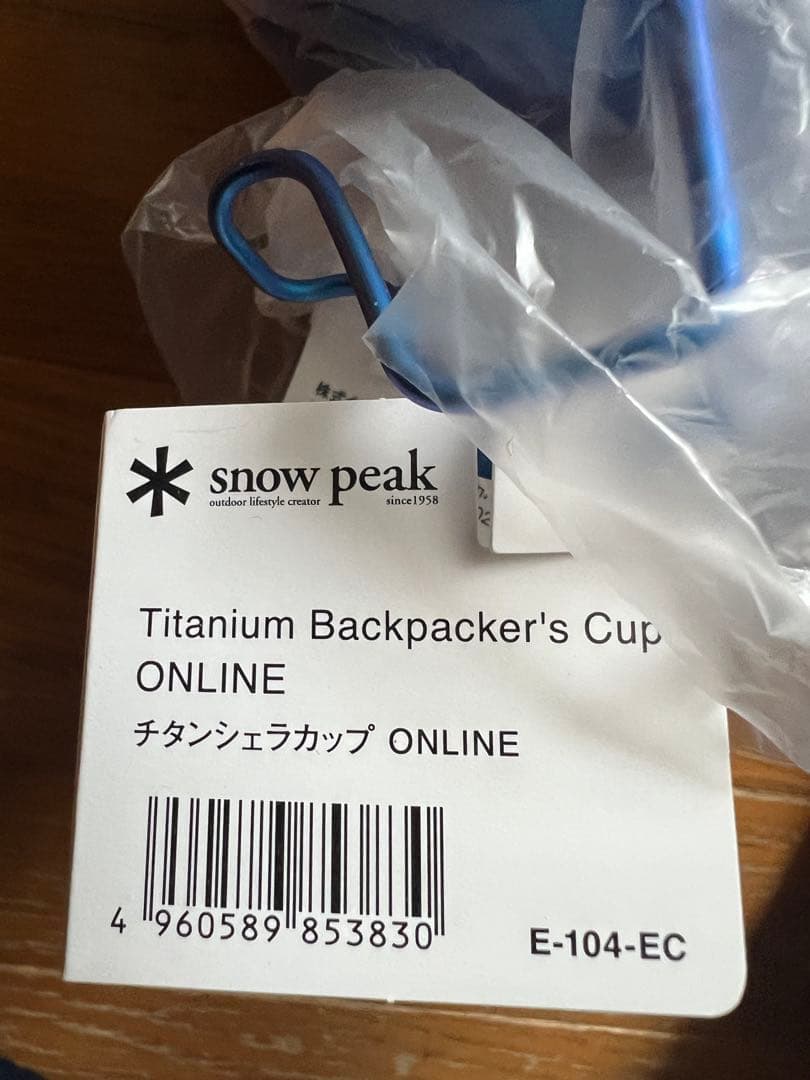 snow peak
outdoor lifestyle creator since1958
Titanium Backpacker's Cup
ONLINE
チタンシェラカップ ONLINE
4 960589 853830
E-104-EC